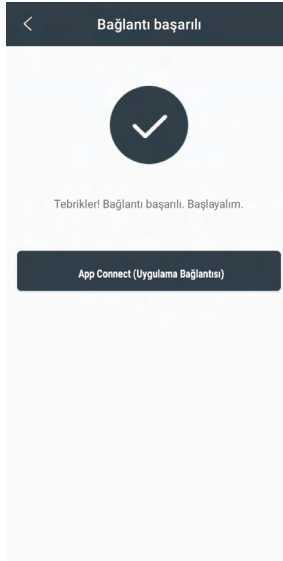 Bağlantı başarılı
Tebrikler! Bağlantı başarılı. Başlayalım.
App Connect (Uygulama Bağlantısı)